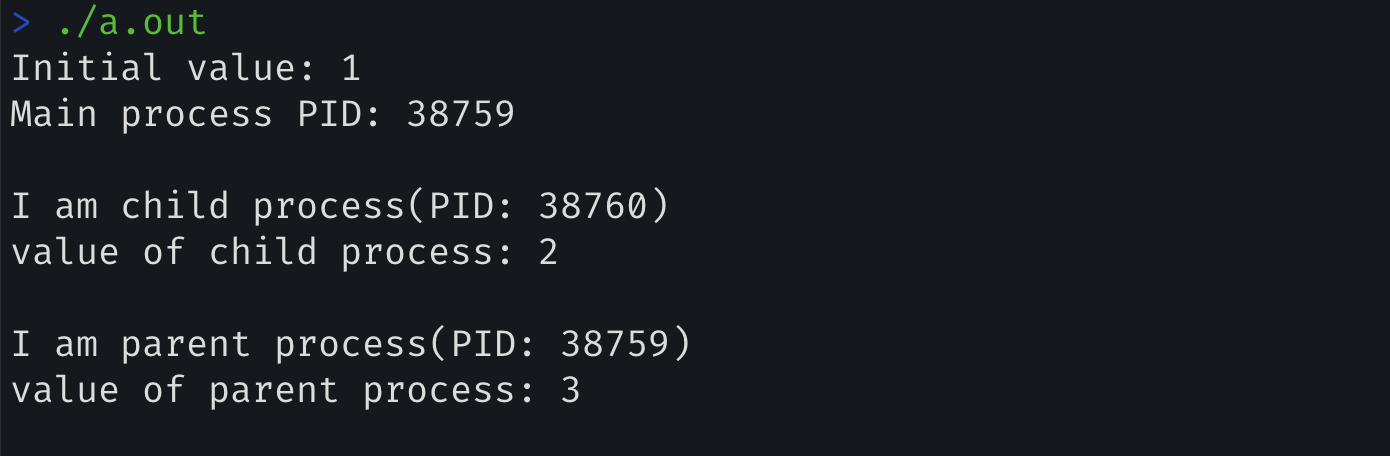 > ./a.out
Initial value: 1
Main process PID: 38759
I am child process(PID: 38760)
value of child process: 2
I am parent process(PID: 38759)
value of parent process: 3